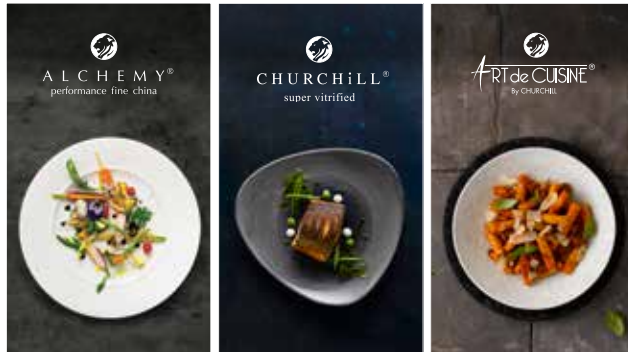 ALCHEMY®
performance fine china
CHURCHiLL®
super vitrified
ART de CUISINE®
By CHURCHiLL